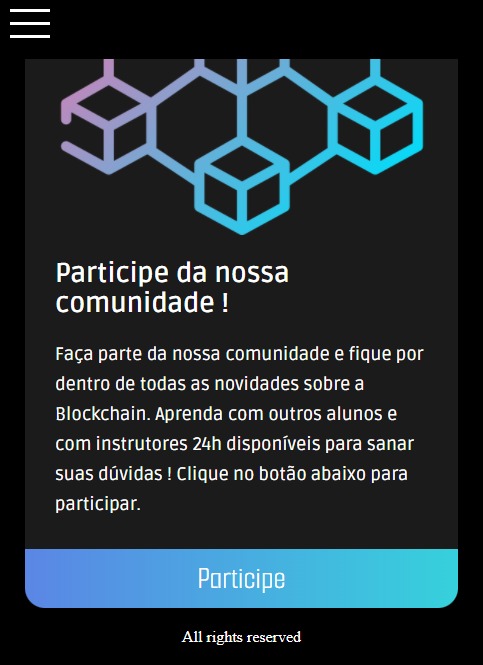 Participe da nossa
comunidade !
Faça parte da nossa comunidade e fique por
dentro de todas as novidades sobre a
Blockchain. Aprenda com outros alunos e
com instrutores 24h disponíveis para sanar
suas dúvidas ! Clique no botão abaixo para
participar.
Participe
All rights reserved